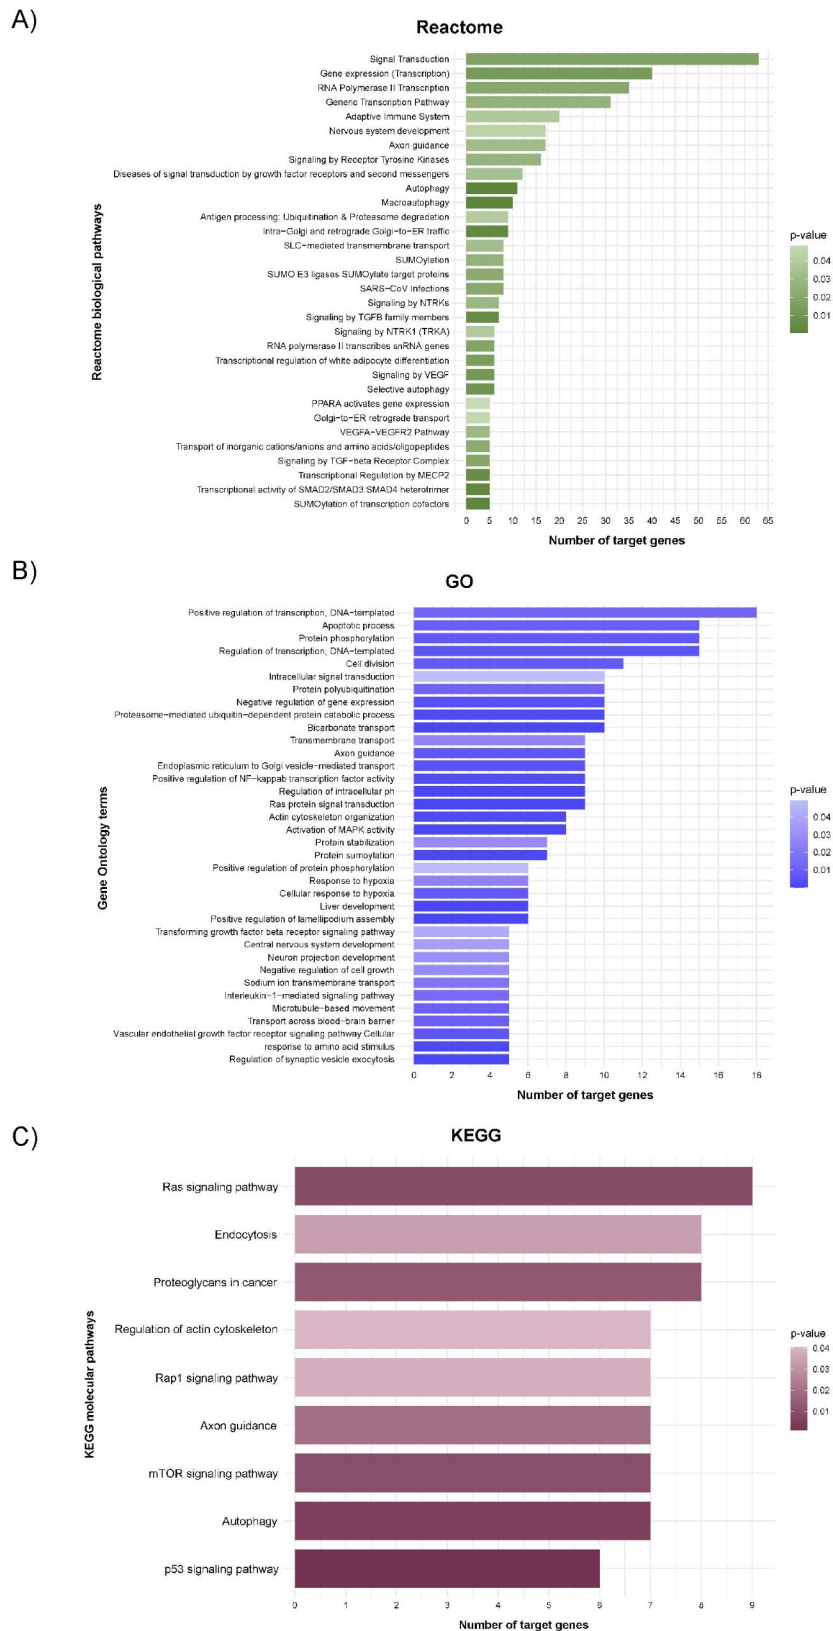 A)
Reactome
Signal Transduction
Gene expression (Transcription)
RNA Polymerase II Transcription
Generic Transcription Pathway
Adaptive Immune System
Nervous system development
Axon guidance
Signaling by Receptor Tyrosine Kinases
Diseases of signal transduction by growth factor receptors and second messengers
Autophagy
Macroautophagy
Antigen processing: Ubiquitination & Proteasome degradation
Intra-Golgi and retrograde Golgi-to-ER traffic
SLC-mediated transmembrane transport
SUMOylation
SUMO E3 ligases SUMOylate target proteins
SARS-CoV Infections
Signaling by NTRKs
Signaling by TGFB family members
Signaling by NTRK1 (TRKA)
RNA polymerase II transcribes snRNA genes
Transcriptional regulation of white adipocyte differentiation
Signaling by VEGF
Selective autophagy
PPARA activates gene expression
Golgi-to-ER retrograde transport
VEGFA-VEGFR2 Pathway
Transport of inorganic cations/anions and amino acids/oligopeptides
Signaling by TGF-beta Receptor Complex
Transcriptional Regulation by MECP2
Transcriptional activity of SMAD2/SMAD3:SMAD4 heterotrimer
SUMOylation of transcription cofactors
Reactome biological pathways
0 5 10 15 20 25 30 35 40 45 50 55 60 65
Number of target genes
p-value
0.04
0.03
0.02
0.01
B)
GO
Positive regulation of transcription, DNA-templated
Apoptotic process
Protein phosphorylation
Regulation of transcription, DNA-templated
Cell division
Intracellular signal transduction
Protein polyubiquitination
Negative regulation of gene expression
Proteasome-mediated ubiquitin-dependent protein catabolic process
Bicarbonate transport
Transmembrane transport
Axon guidance
Endoplasmic reticulum to Golgi vesicle-mediated transport
Positive regulation of NF-kappab transcription factor activity
Regulation of intracellular ph
Ras protein signal transduction
Actin cytoskeleton organization
Activation of MAPK activity
Protein stabilization
Protein sumoylation
Positive regulation of protein phosphorylation
Response to hypoxia
Cellular response to hypoxia
Liver development
Positive regulation of lamellipodium assembly
Transforming growth factor beta receptor signaling pathway
Central nervous system development
Neuron projection development
Negative regulation of cell growth
Sodium ion transmembrane transport
Interleukin-1-mediated signaling pathway
Microtubule-based movement
Transport across blood-brain barrier
Vascular endothelial growth factor receptor signaling pathway Cellular
response to amino acid stimulus
Regulation of synaptic vesicle exocytosis
Gene Ontology terms
0 2 4 6 8 10 12 14 16 18
Number of target genes
p-value
0.04
0.03
0.02
0.01
C)
KEGG
Ras signaling pathway
Endocytosis
Proteoglycans in cancer
Regulation of actin cytoskeleton
Rap1 signaling pathway
Axon guidance
mTOR signaling pathway
Autophagy
p53 signaling pathway
KEGG molecular pathways
0 1 2 3 4 5 6 7 8 9
Number of target genes
p-value
0.04
0.03
0.02
0.01